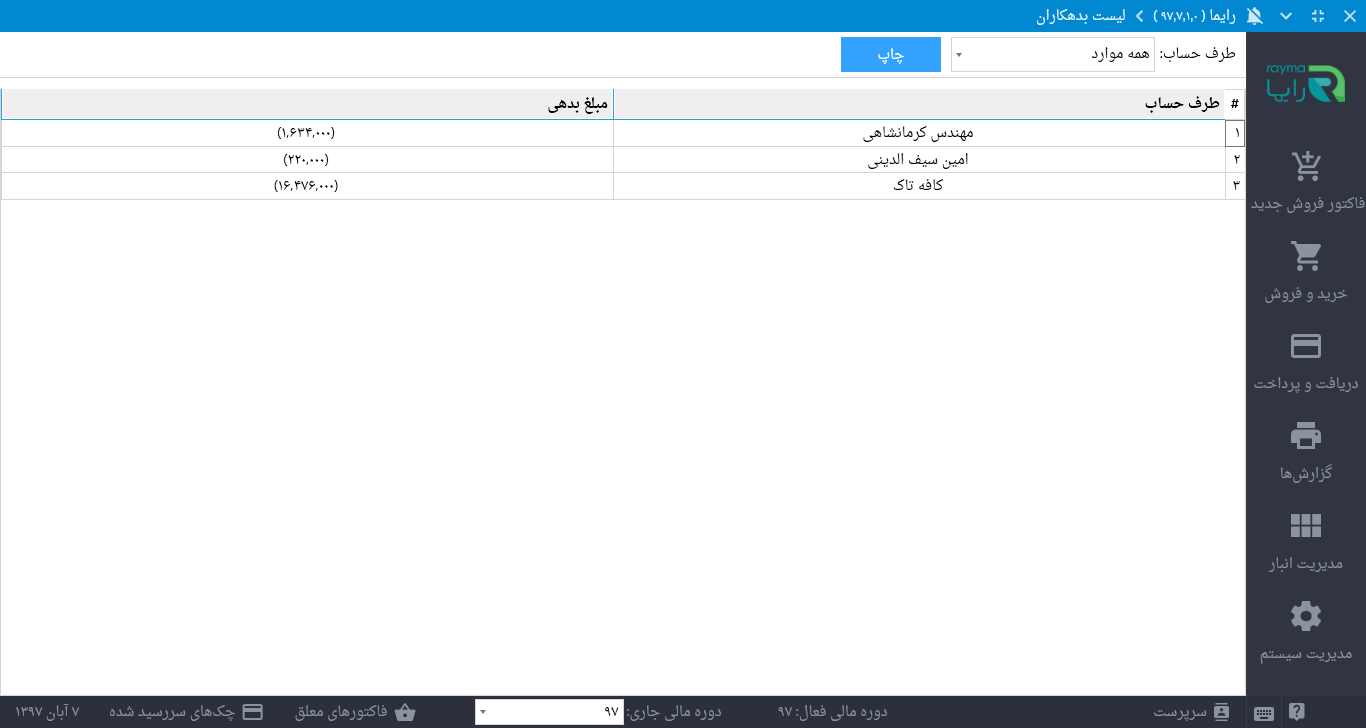 رایما ( ۹۷,۷,۱,۰ ) لیست بدهکاران
طرف حساب: همه موارد چاپ
rayma
رایما
# طرف حساب مبلغ بدهی
۱ مهندس کرمانشاهی (۱,۶۳۴,۰۰۰)
۲ امین سیف الدینی (۲۲۰,۰۰۰)
۳ کافه تاک (۱۶,۴۷۶,۰۰۰)
فاکتور فروش جدید
خرید و فروش
دریافت و پرداخت
گزارش‌ها
مدیریت انبار
مدیریت سیستم
سرپرست دوره مالی فعال: ۹۷ دوره مالی جاری: ۹۷ فاکتورهای معلق چک‌های سررسید شده ۷ آبان ۱۳۹۷